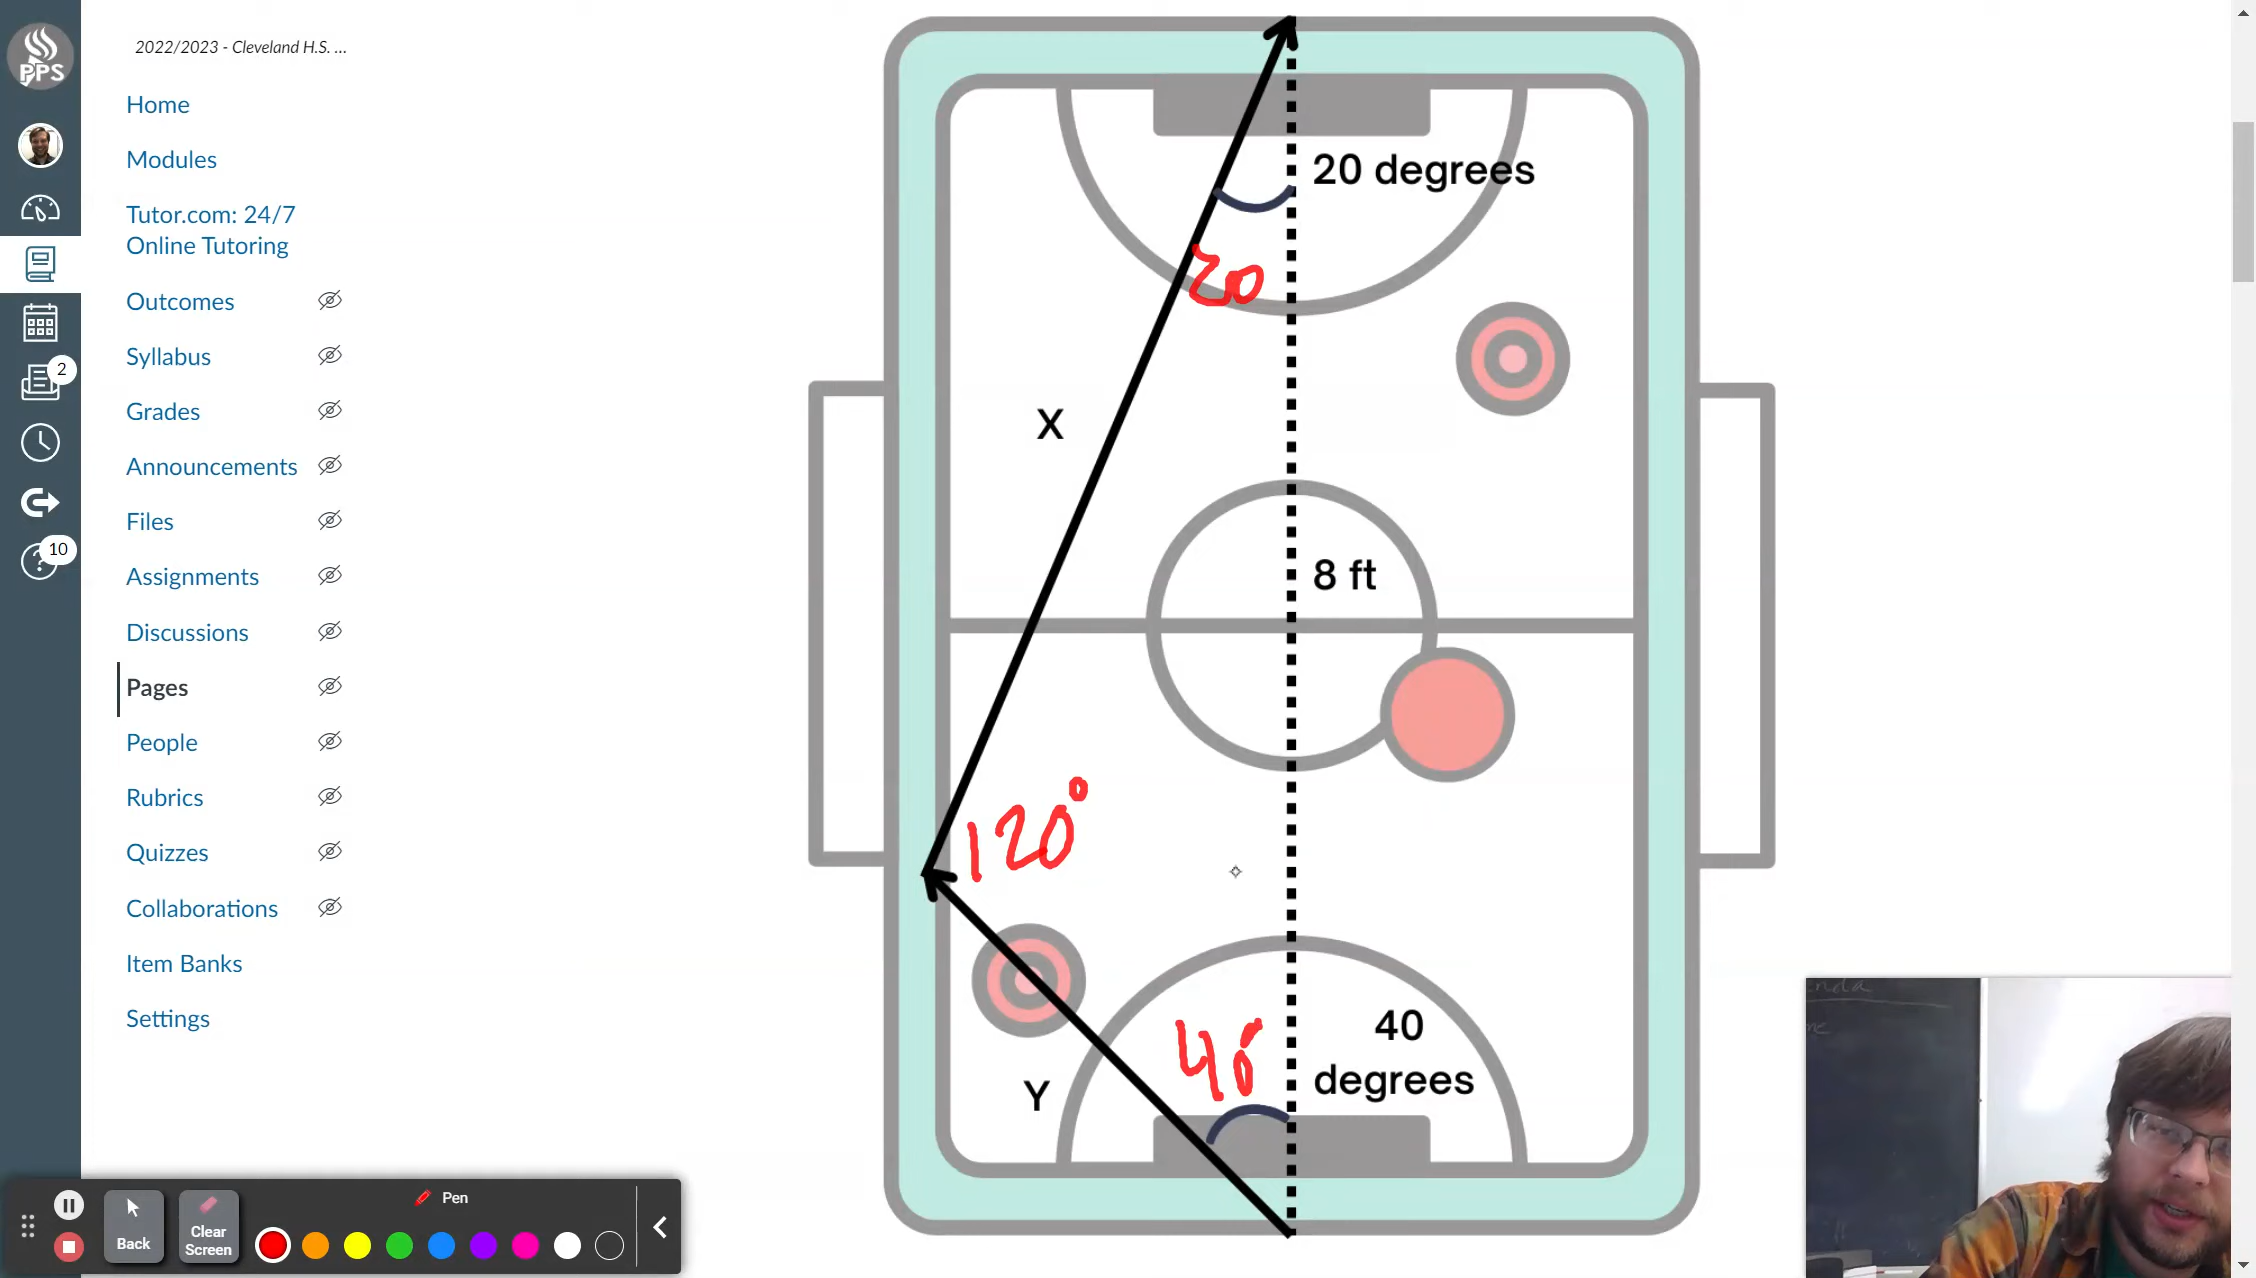 PPS
2022/2023 - Cleveland H.S. ...
Home
Modules
Tutor.com: 24/7
Online Tutoring
Outcomes
Syllabus
Grades
Announcements
Files
Assignments
Discussions
Pages
People
Rubrics
Quizzes
Collaborations
Item Banks
Settings
2
10
20 degrees
20
X
8 ft
120°
40
40
degrees
Y
Pen
Back
Clear
Screen